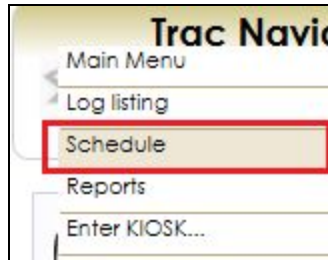 Trac Navi
Main Menu
Log listing
Schedule
Reports
Enter KIOSK...